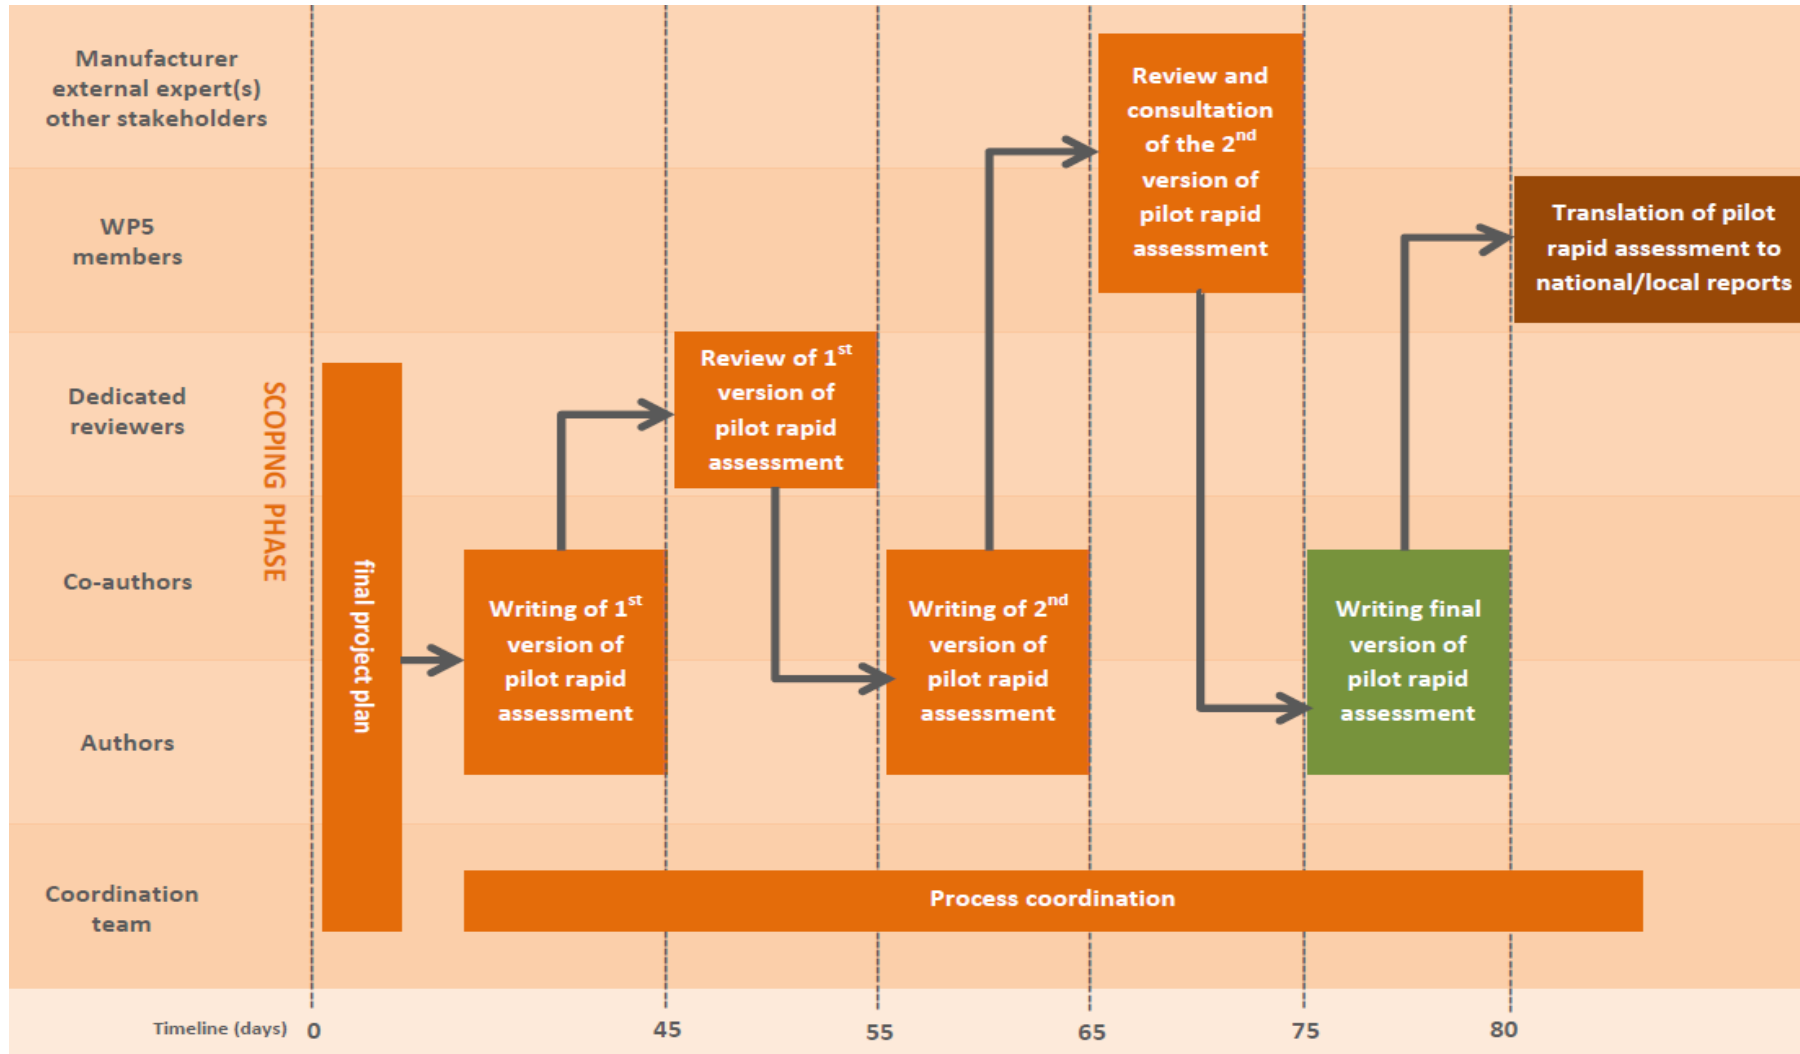 Manufacturer
external expert(s)
other stakeholders
WP5
members
Dedicated
reviewers
Co-authors
Authors
Coordination
team
SCOPING PHASE
final project plan
Writing of 1st
version of
pilot rapid
assessment
Review of 1st
version of
pilot rapid
assessment
Writing of 2nd
version of
pilot rapid
assessment
Review and
consultation
of the 2nd
version of
pilot rapid
assessment
Writing final
version of
pilot rapid
assessment
Translation of pilot
rapid assessment to
national/local reports
Process coordination
Timeline (days) 0 45 55 65 75 80